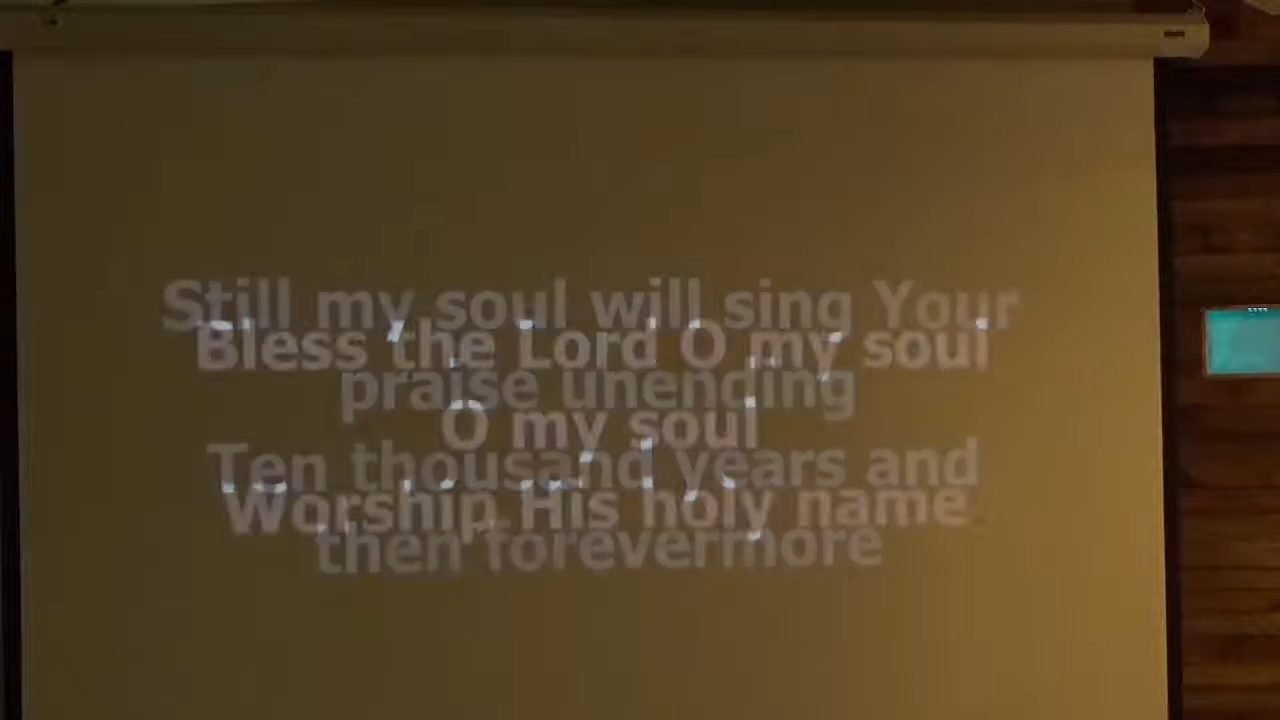 Still my soul will sing Your
Bless the Lord O my soul
praise unending
O my soul
Ten thousand years and
Worship His holy name
then forevermore